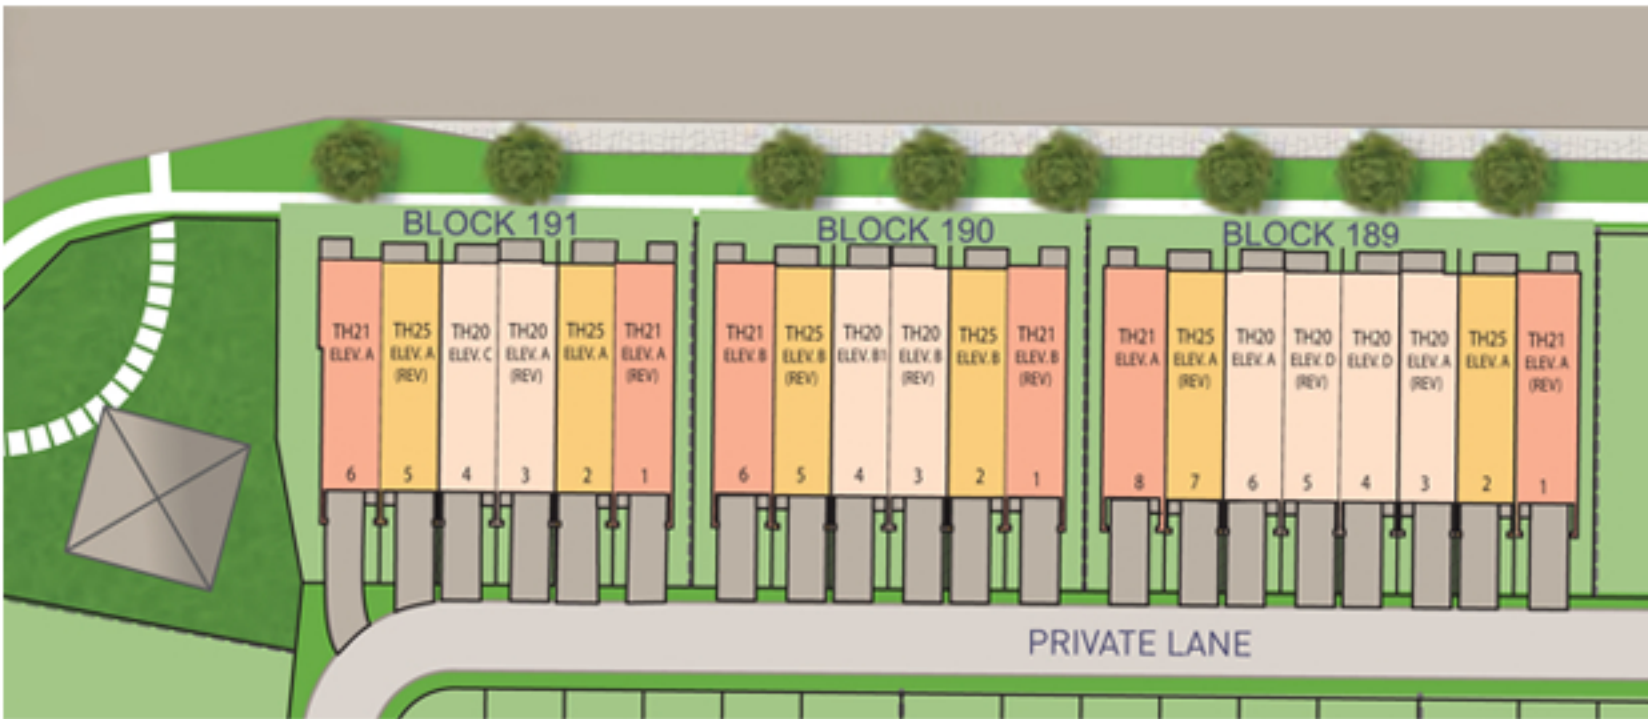 BLOCK 191
TH21
ELEV. A
6
TH25
ELEV. A
(REV)
5
TH20
ELEV. C
4
TH20
ELEV. A
(REV)
3
TH25
ELEV. A
2
TH21
ELEV. A
(REV)
1
BLOCK 190
TH21
ELEV. B
6
TH25
ELEV. B
(REV)
5
TH20
ELEV. B1
4
TH20
ELEV. B
(REV)
3
TH25
ELEV. B
2
TH21
ELEV. B
(REV)
1
BLOCK 189
TH21
ELEV. A
8
TH25
ELEV. A
(REV)
7
TH20
ELEV. A
6
TH20
ELEV. D
(REV)
5
TH20
ELEV. D
4
TH20
ELEV. A
(REV)
3
TH25
ELEV. A
2
TH21
ELEV. A
(REV)
1
PRIVATE LANE